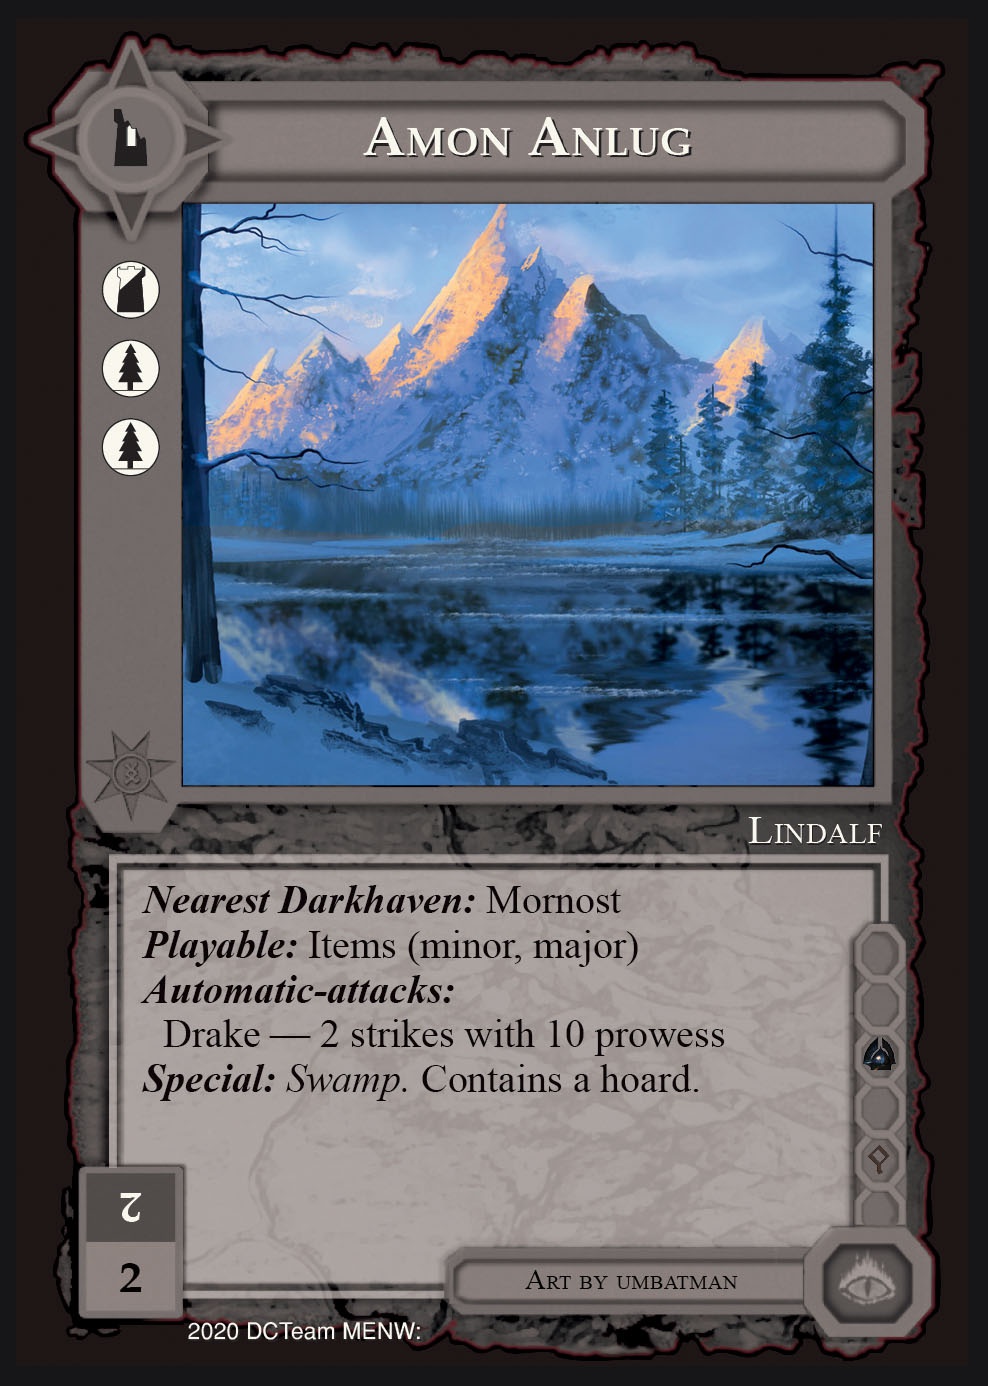 Amon Anlug
Lindalf
Nearest Darkhaven: Mornost
Playable: Items (minor, major)
Automatic-attacks:
Drake — 2 strikes with 10 prowess
Special: Swamp. Contains a hoard.
2
2
Art by umbatman
2020 DCTeam MENW: